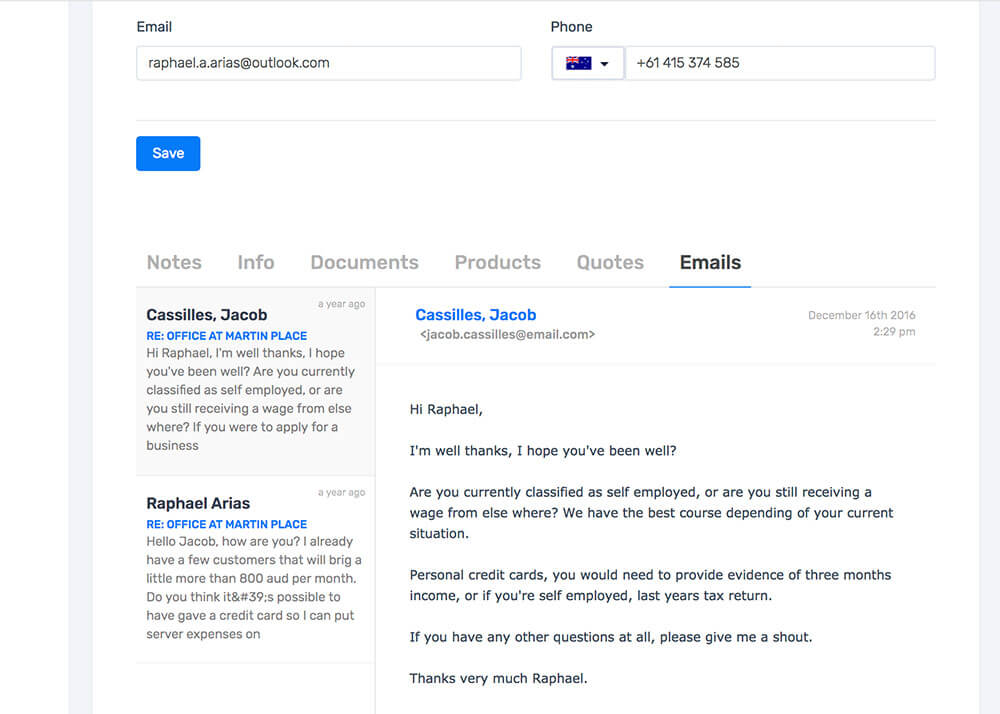 Email
Phone
raphael.a.arias@outlook.com
+61 415 374 585
Save
Notes Info Documents Products Quotes Emails
a year ago
Cassilles, Jacob
RE: OFFICE AT MARTIN PLACE
Hi Raphael, I'm well thanks, I hope
you've been well? Are you currently
classified as self employed, or are
you still receiving a wage from else
where? If you were to apply for a
business
a year ago
Raphael Arias
RE: OFFICE AT MARTIN PLACE
Hello Jacob, how are you? I already
have a few customers that will brig a
little more than 800 aud per month.
Do you think it&#39;s possible to
have gave a credit card so I can put
server expenses on
Cassilles, Jacob
<jacob.cassilles@email.com>
December 16th 2016
2:29 pm
Hi Raphael,
I'm well thanks, I hope you've been well?
Are you currently classified as self employed, or are you still receiving a
wage from else where? We have the best course depending of your current
situation.
Personal credit cards, you would need to provide evidence of three months
income, or if you're self employed, last years tax return.
If you have any other questions at all, please give me a shout.
Thanks very much Raphael.